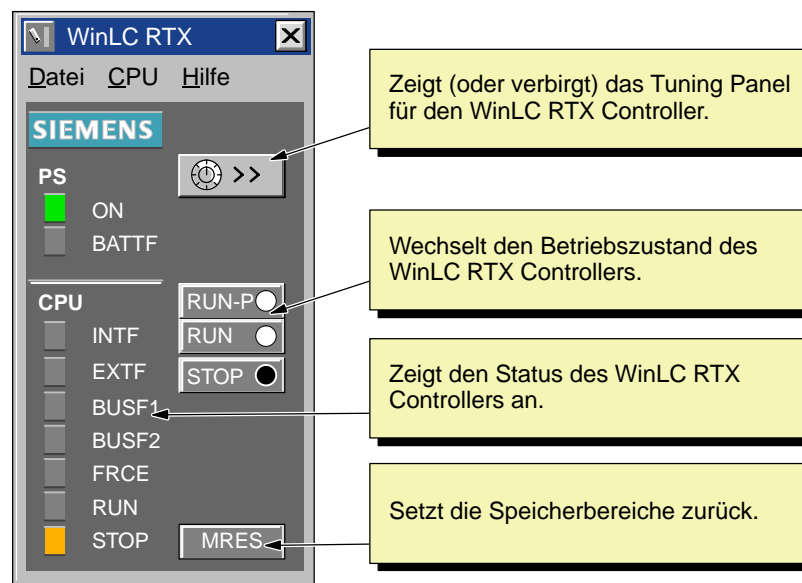 WinLC RTX
Datei CPU Hilfe
SIEMENS
PS
>>
ON
BATTF
CPU
RUN-P
INTF
RUN
EXTF
STOP
BUSF1
BUSF2
FRCE
RUN
STOP
MRES
Zeigt (oder verbirgt) das Tuning Panel
für den WinLC RTX Controller.
Wechselt den Betriebszustand des
WinLC RTX Controllers.
Zeigt den Status des WinLC RTX
Controllers an.
Setzt die Speicherbereiche zurück.